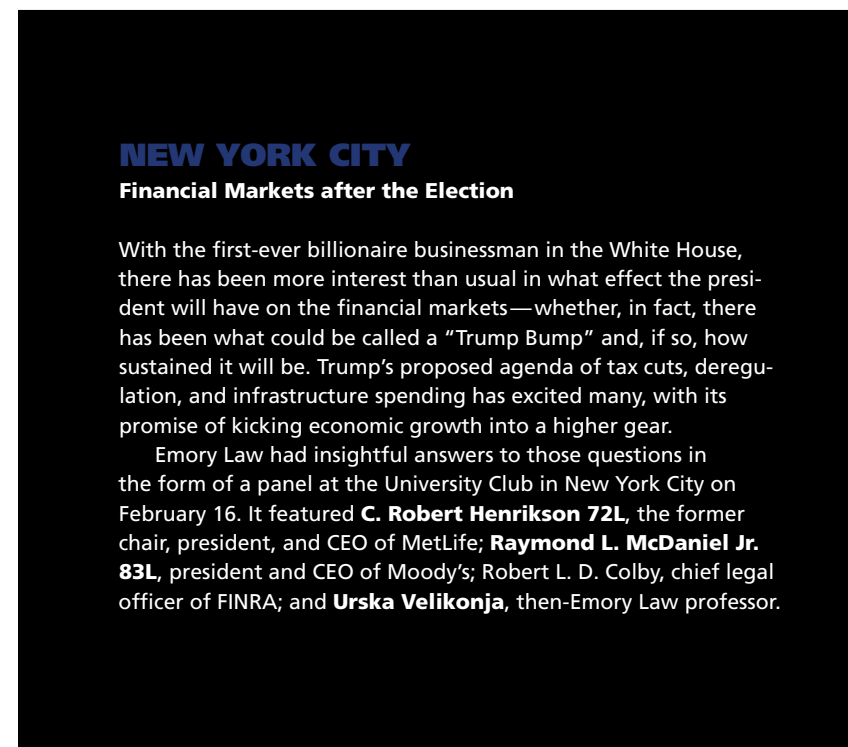 NEW YORK CITY
Financial Markets after the Election
With the first-ever billionaire businessman in the White House,
there has been more interest than usual in what effect the presi-
dent will have on the financial markets—whether, in fact, there
has been what could be called a “Trump Bump” and, if so, how
sustained it will be. Trump’s proposed agenda of tax cuts, deregu-
lation, and infrastructure spending has excited many, with its
promise of kicking economic growth into a higher gear.
Emory Law had insightful answers to those questions in
the form of a panel at the University Club in New York City on
February 16. It featured C. Robert Henrikson 72L, the former
chair, president, and CEO of MetLife; Raymond L. McDaniel Jr.
83L, president and CEO of Moody’s; Robert L. D. Colby, chief legal
officer of FINRA; and Urska Velikonja, then-Emory Law professor.